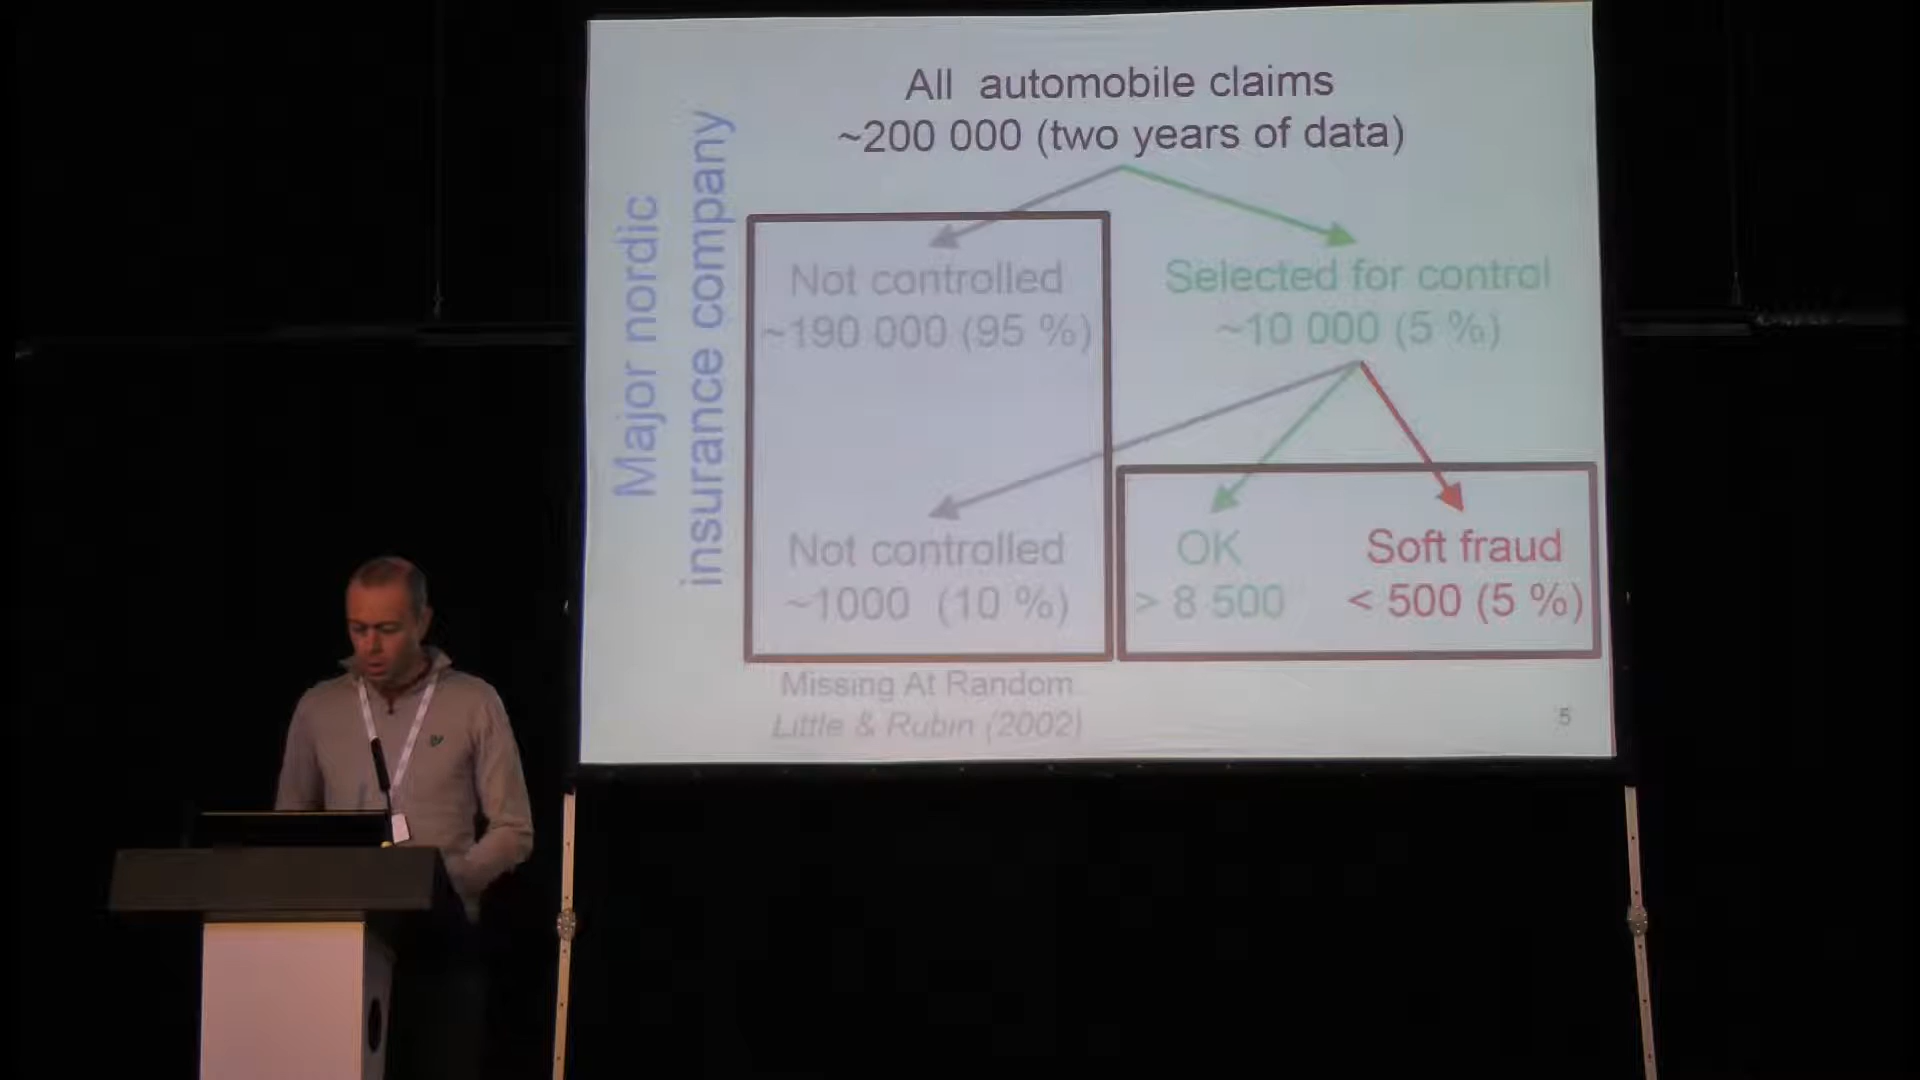 All automobile claims
~200 000 (two years of data)
Major nordic
insurance company
Not controlled
~190 000 (95 %)
Selected for control
~10 000 (5 %)
Not controlled
~1000 (10 %)
OK
> 8 500
Soft fraud
< 500 (5 %)
Missing At Random
Little & Rubin (2002)
5